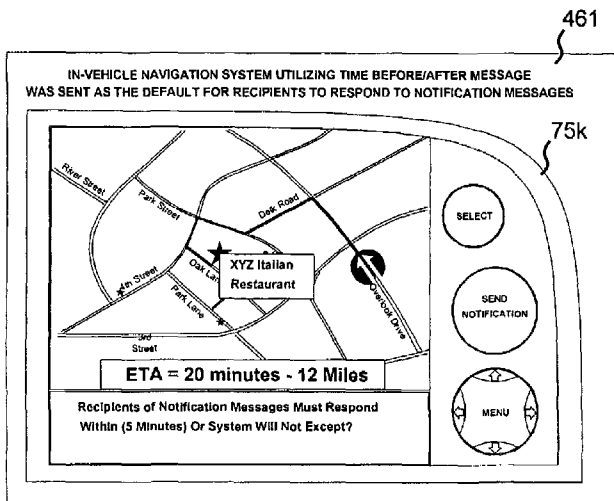 461
IN-VEHICLE NAVIGATION SYSTEM UTILIZING TIME BEFORE/AFTER MESSAGE
WAS SENT AS THE DEFAULT FOR RECIPIENTS TO RESPOND TO NOTIFICATION MESSAGES
75k
River Street
Park Street
Delk Road
SELECT
XYZ Italian
Restaurant
Oak Lan
4th Street
Park Lane
Overlook Drive
SEND
NOTIFICATION
3rd
Street
ETA = 20 minutes - 12 Miles
MENU
Recipients of Notification Messages Must Respond
Within (5 Minutes) Or System Will Not Except?